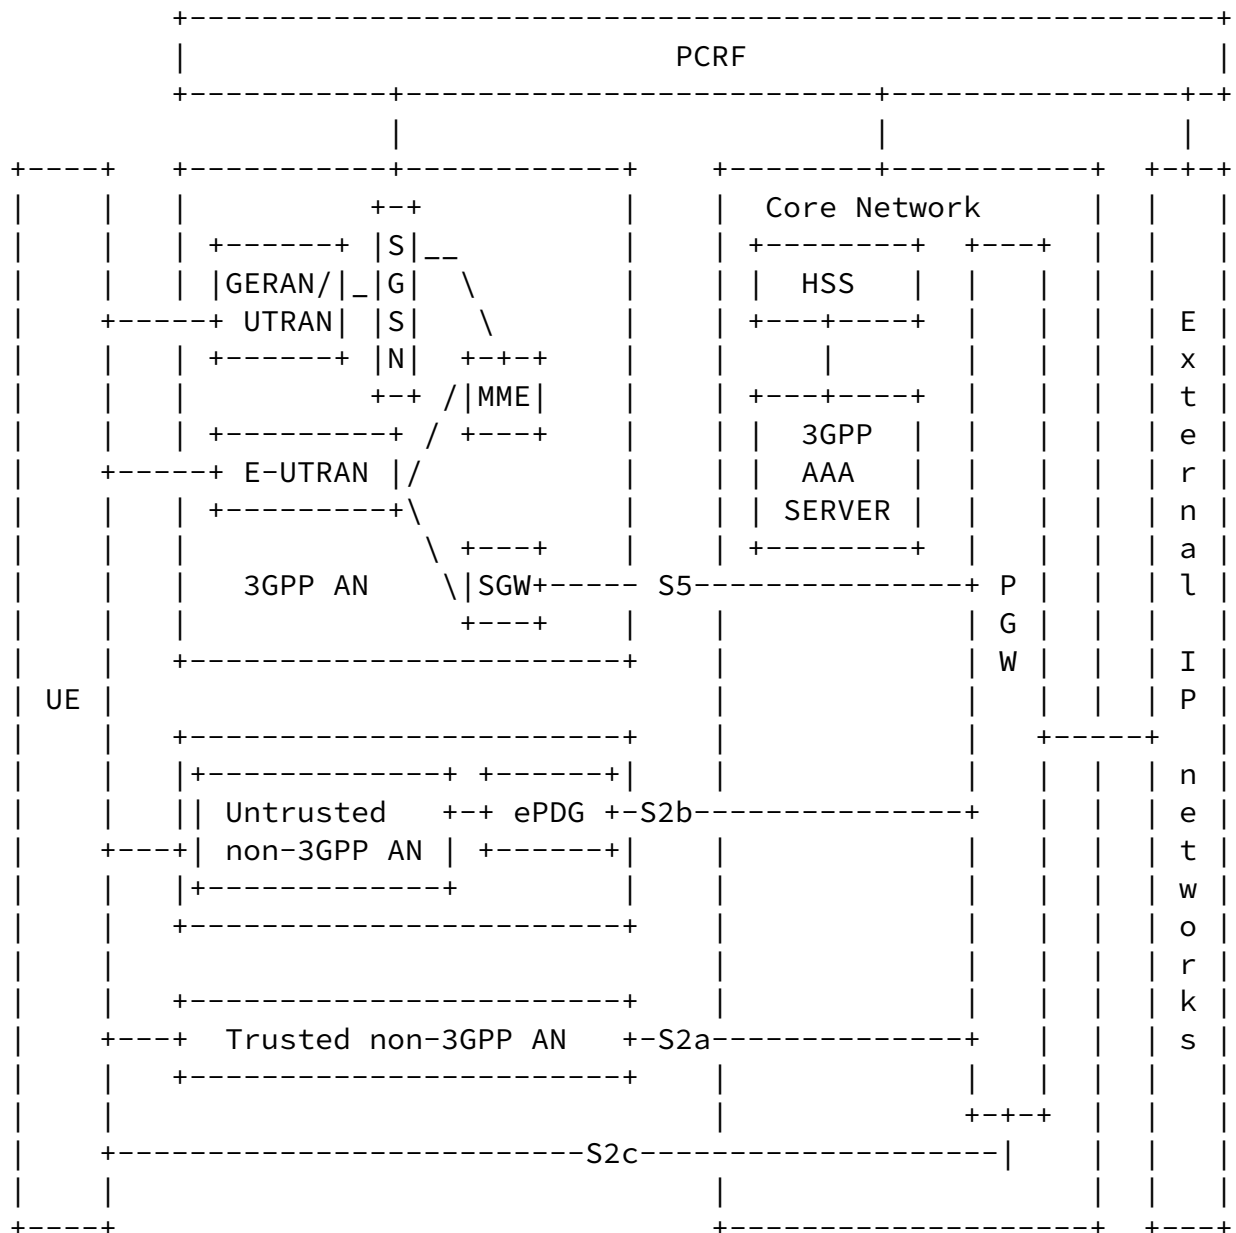 PCRF
Core Network
SGSN
GERAN/
UTRAN
HSS
MME
3GPP
AAA
SERVER
E-UTRAN
3GPP AN
SGW
S5
PGW
UE
External IP networks
Untrusted
non-3GPP AN
ePDG
S2b
Trusted non-3GPP AN
S2a
S2c